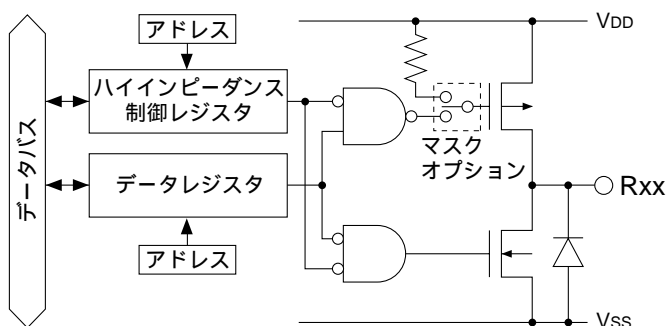 アドレス
VDD
ハイインピーダンス
制御レジスタ
マスク
オプション
データバス
データレジスタ
Rxx
アドレス
VSS